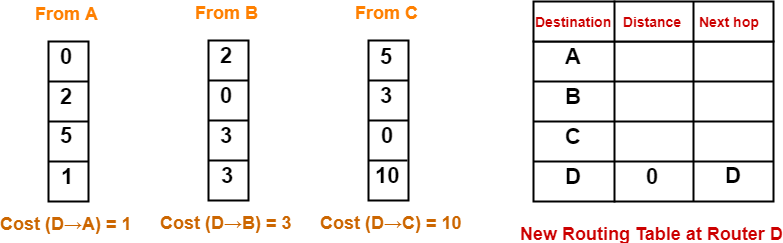 From A From B From C
Destination Distance Next hop
0 2 5 A
2 0 3 B
5 3 0 C
1 3 10 D 0 D
Cost (D→A) = 1 Cost (D→B) = 3 Cost (D→C) = 10
New Routing Table at Router D